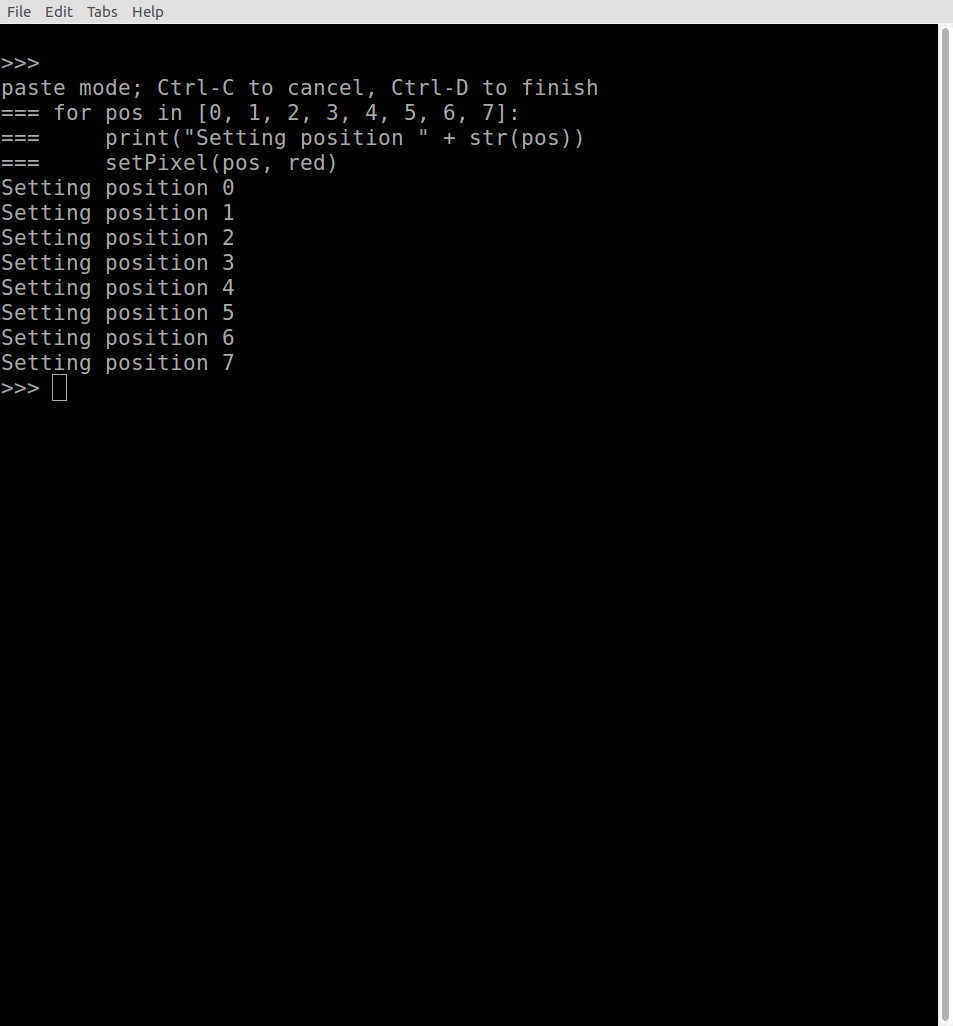 File Edit Tabs Help
>>>
paste mode; Ctrl-C to cancel, Ctrl-D to finish
=== for pos in [0, 1, 2, 3, 4, 5, 6, 7]:
===     print("Setting position " + str(pos))
===     setPixel(pos, red)
Setting position 0
Setting position 1
Setting position 2
Setting position 3
Setting position 4
Setting position 5
Setting position 6
Setting position 7
>>>